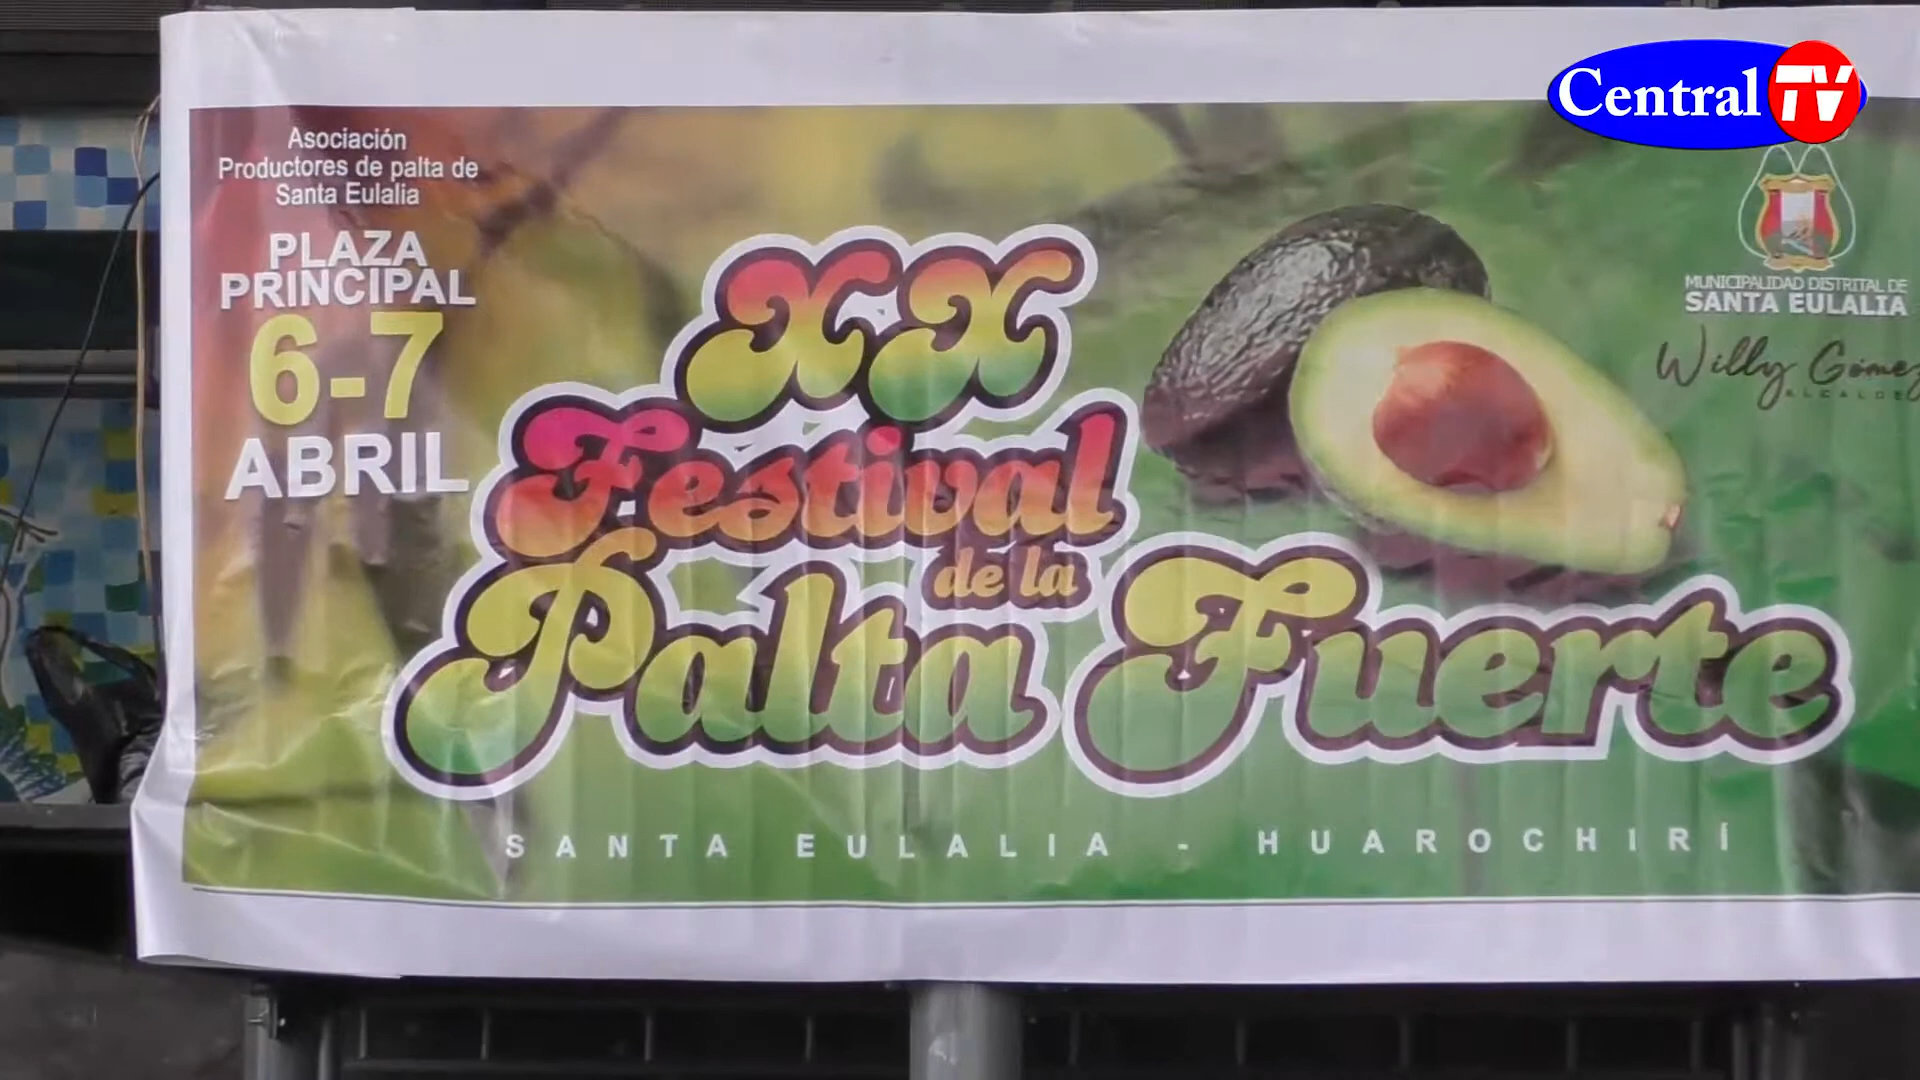 Central TV
Asociación
Productores de palta de
Santa Eulalia
PLAZA
PRINCIPAL
6-7
ABRIL
XX
Festival
de la
Palta Fuerte
SANTA EULALIA - HUAROCHIRÍ
MUNICIPALIDAD DISTRITAL DE
SANTA EULALIA
Willy Gómez
ALCALDE